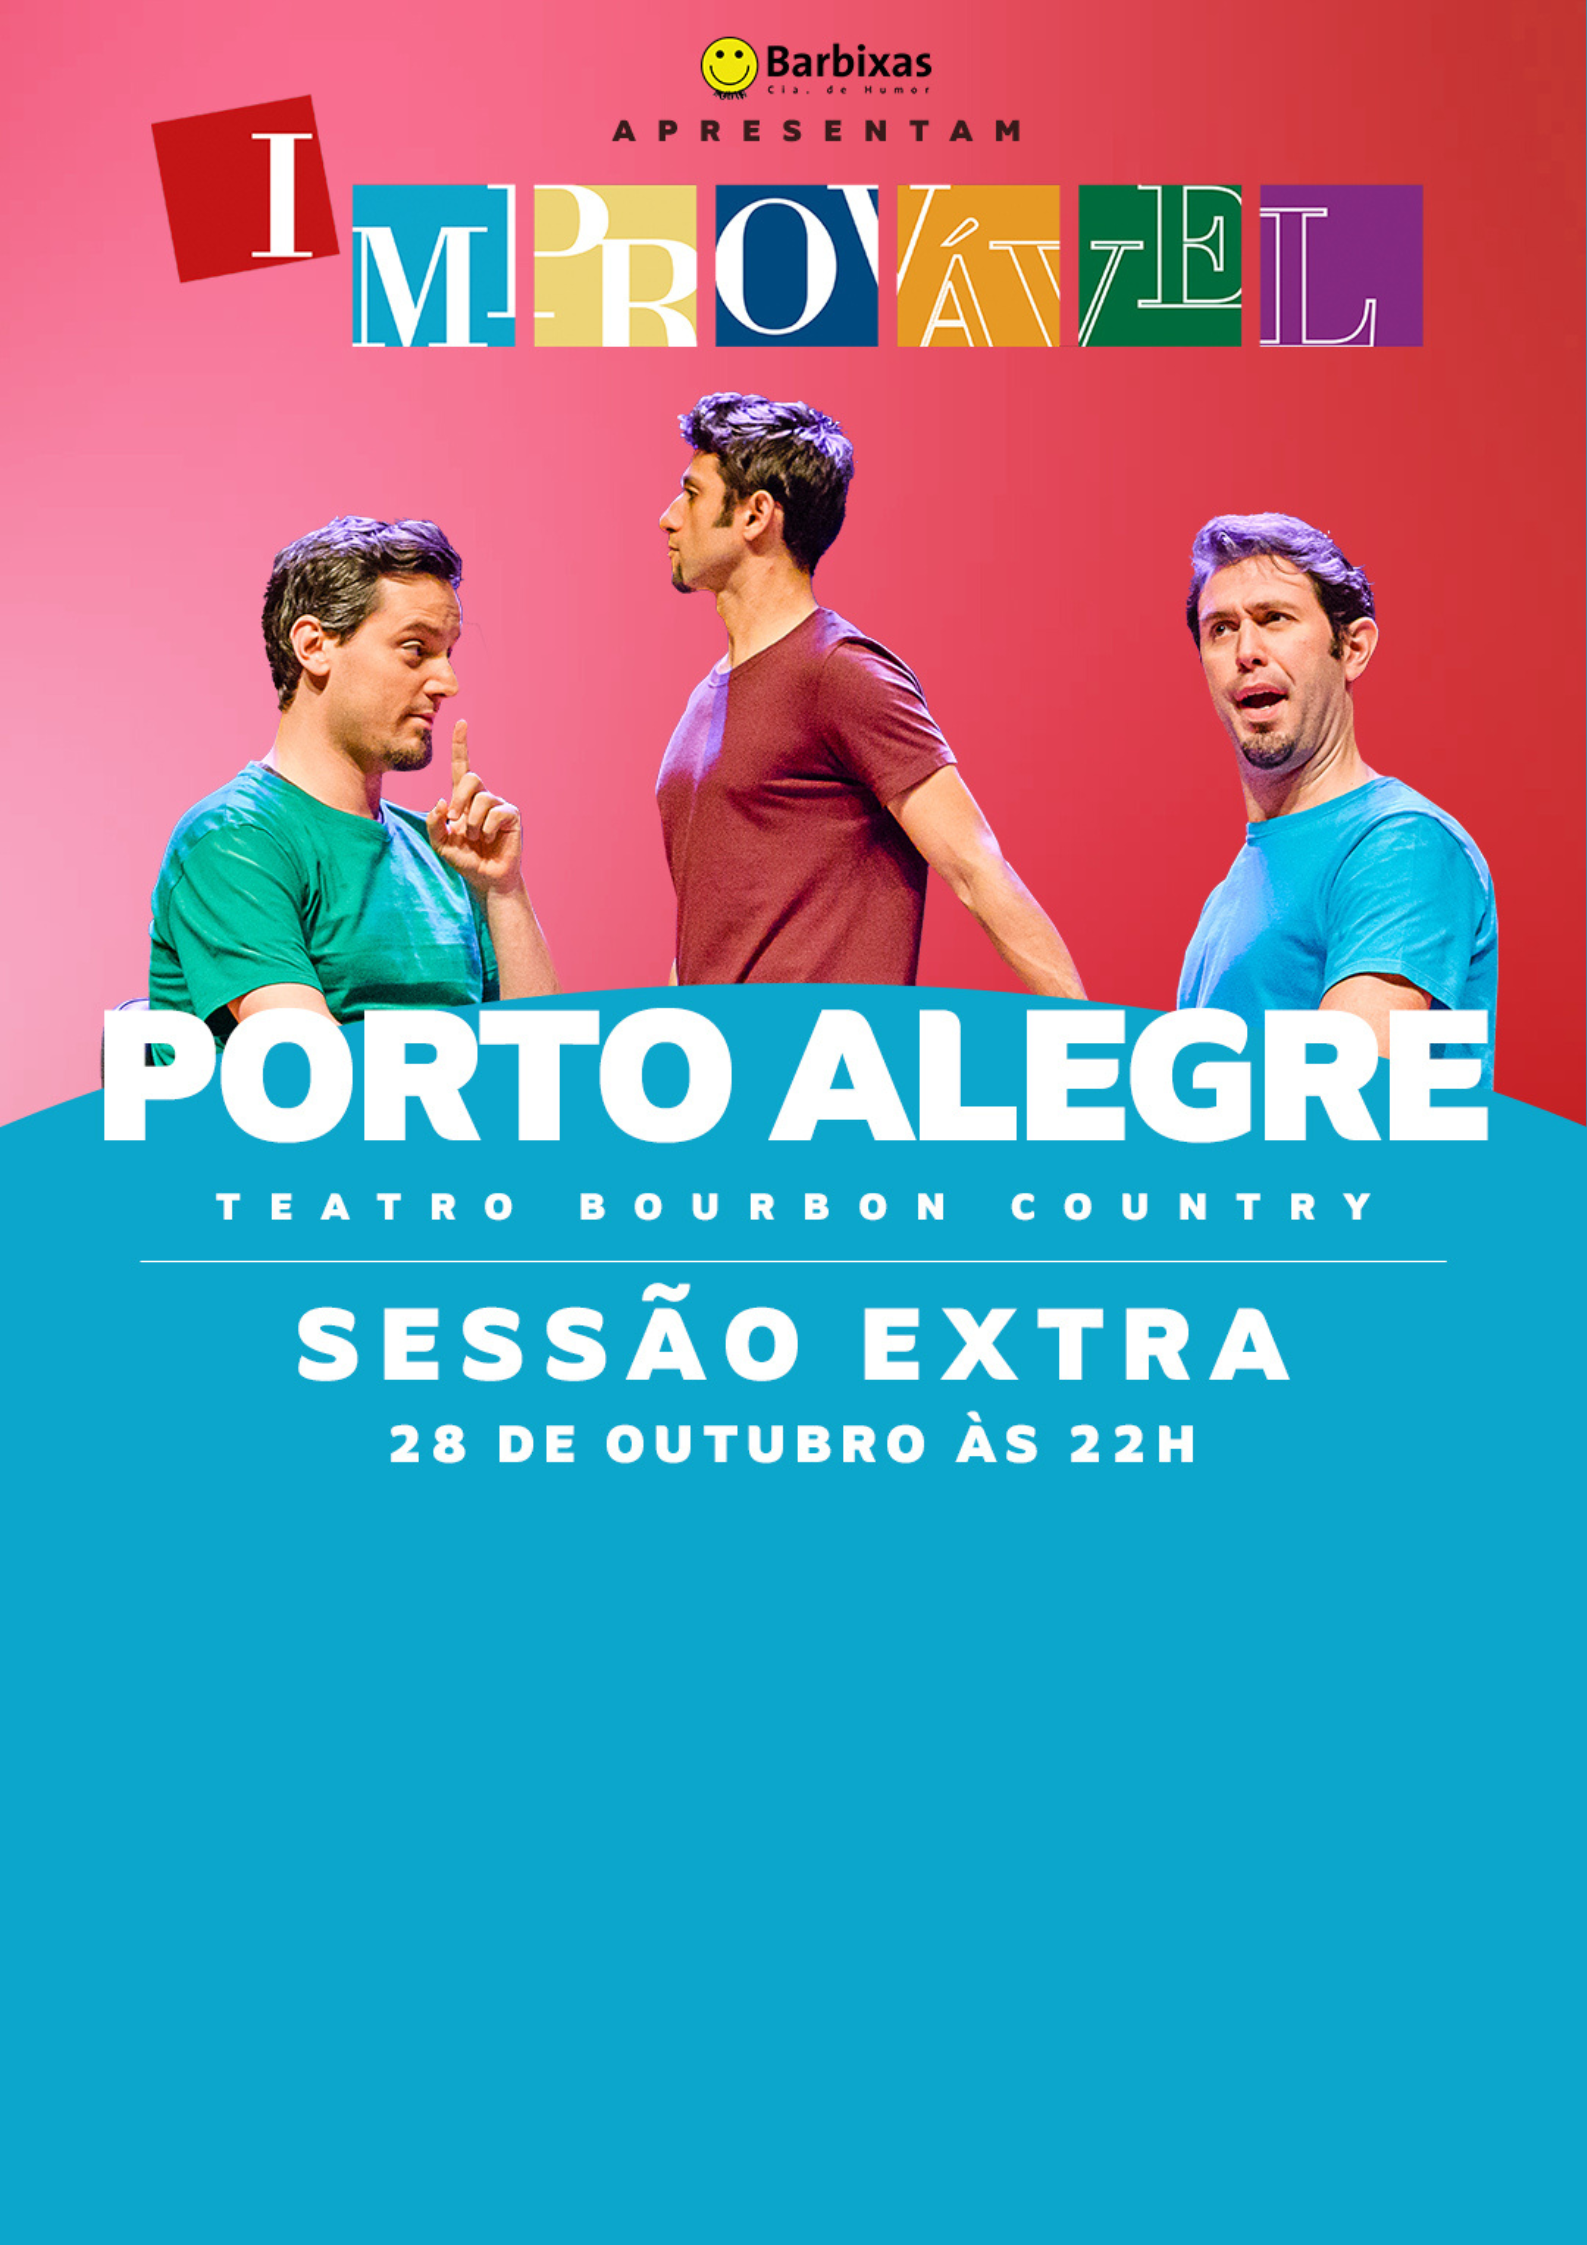 Barbixas
Cia. de Humor
APRESENTAM
IMPROVÁVEL
PORTO ALEGRE
TEATRO BOURBON COUNTRY
SESSÃO EXTRA
28 DE OUTUBRO ÀS 22H